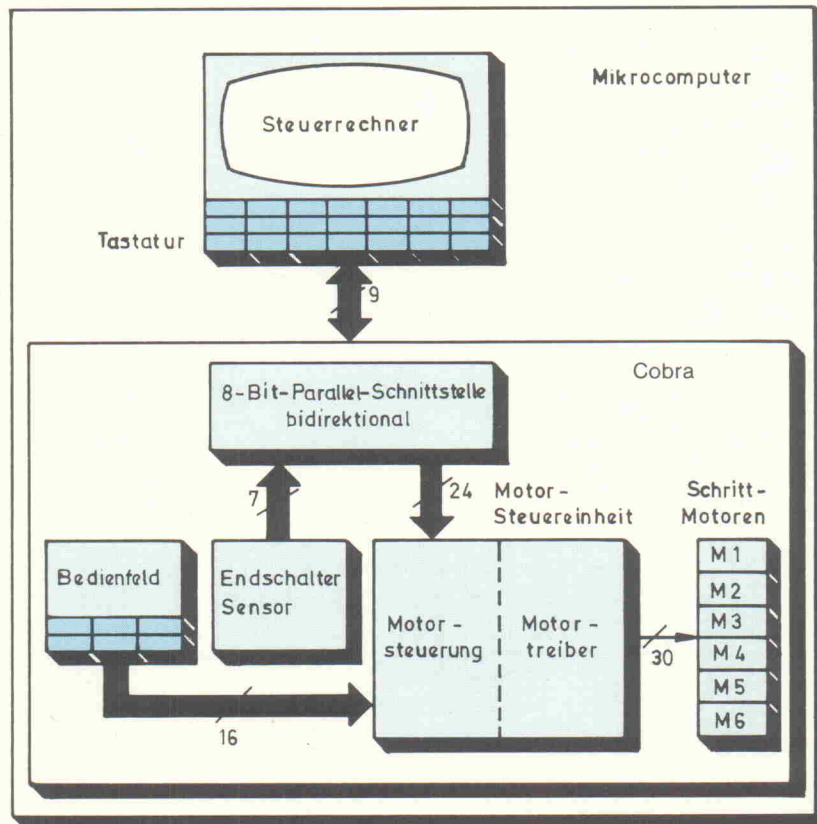 Mikrocomputer
Steuerrechner
Tastatur
9
Cobra
8-Bit-Parallel-Schnittstelle
bidirektional
7
24
Motor-
Steuereinheit
Schritt-
Motoren
Bedienfeld
Endschalter
Sensor
Motor-
steuerung
Motor-
treiber
30
M1
M2
M3
M4
M5
M6
16